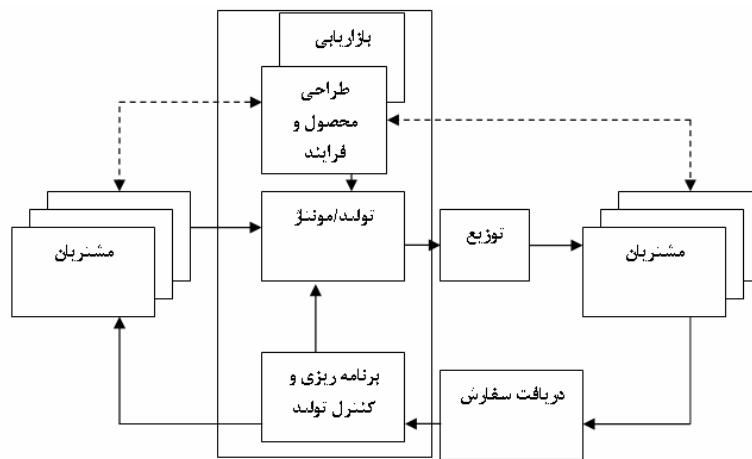 بازاریابی
طراحی
محصول و
فرایند
مشتریان
تولید/مونتاژ
توزیع
مشتریان
برنامه ریزی و
کنترل تولید
دریافت سفارش